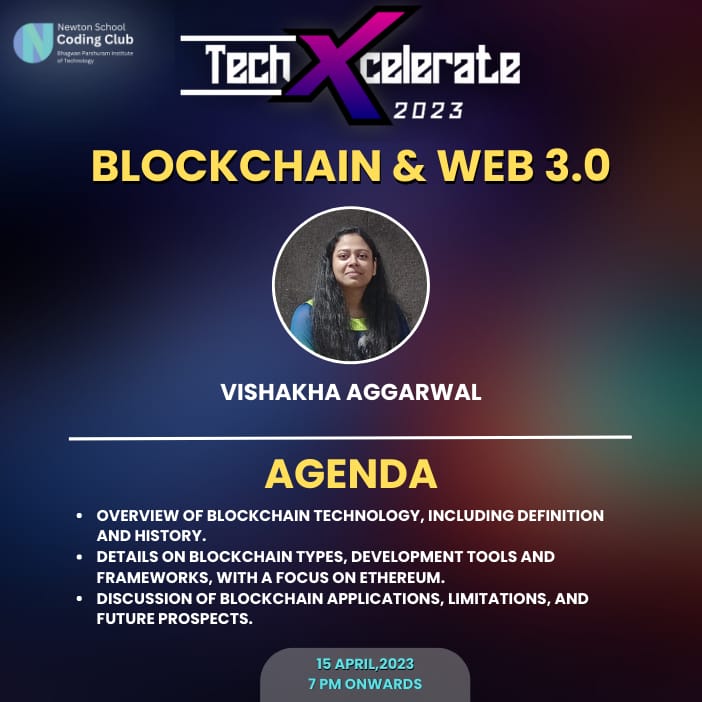 Newton School
Coding Club
Bhagwan Parshuram Institute
of Technology
TechXcelerate
2023
BLOCKCHAIN & WEB 3.0
VISHAKHA AGGARWAL
AGENDA
• OVERVIEW OF BLOCKCHAIN TECHNOLOGY, INCLUDING DEFINITION
AND HISTORY.
• DETAILS ON BLOCKCHAIN TYPES, DEVELOPMENT TOOLS AND
FRAMEWORKS, WITH A FOCUS ON ETHEREUM.
• DISCUSSION OF BLOCKCHAIN APPLICATIONS, LIMITATIONS, AND
FUTURE PROSPECTS.
15 APRIL,2023
7 PM ONWARDS